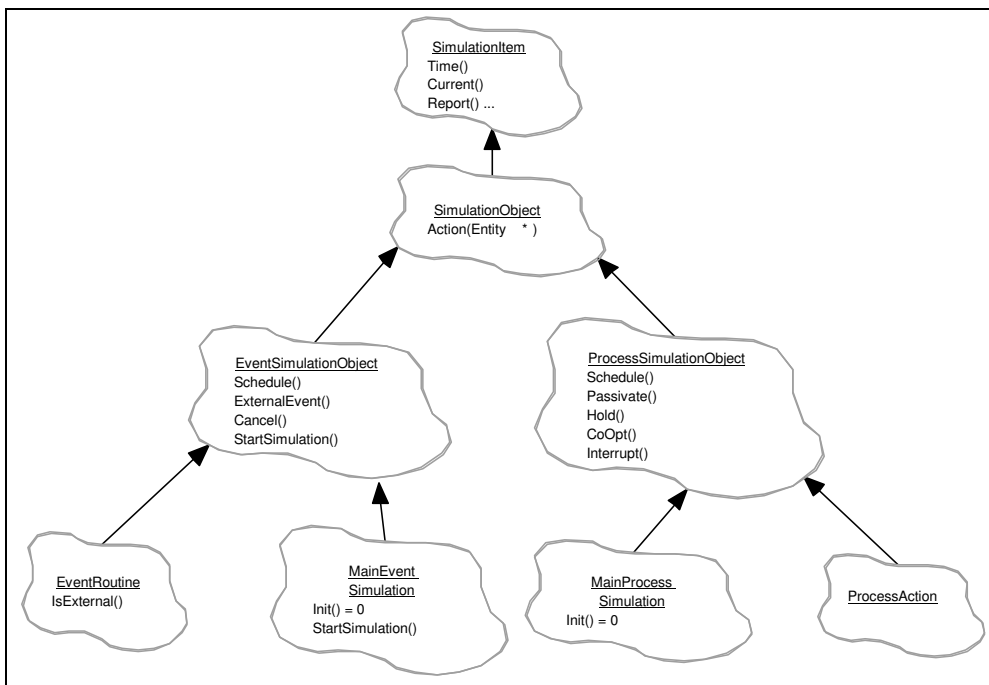 SimulationItem
Time()
Current()
Report() ...
SimulationObject
Action(Entity * )
EventSimulationObject
Schedule()
ExternalEvent()
Cancel()
StartSimulation()
ProcessSimulationObject
Schedule()
Passivate()
Hold()
CoOpt()
Interrupt()
EventRoutine
IsExternal()
MainEvent
Simulation
Init() = 0
StartSimulation()
MainProcess
Simulation
Init() = 0
ProcessAction